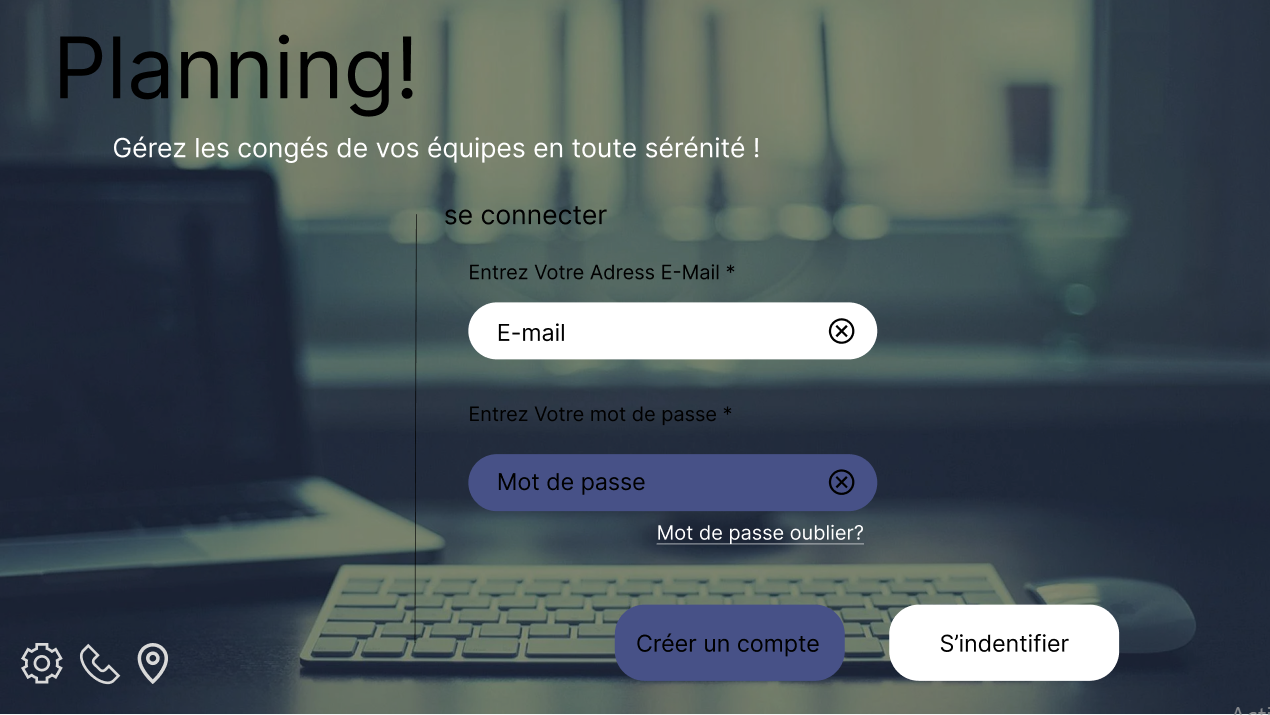 Planning!
Gérez les congés de vos équipes en toute sérénité !
se connecter
Entrez Votre Adress E-Mail *
E-mail
Entrez Votre mot de passe *
Mot de passe
Mot de passe oublier?
Créer un compte
S’indentifier